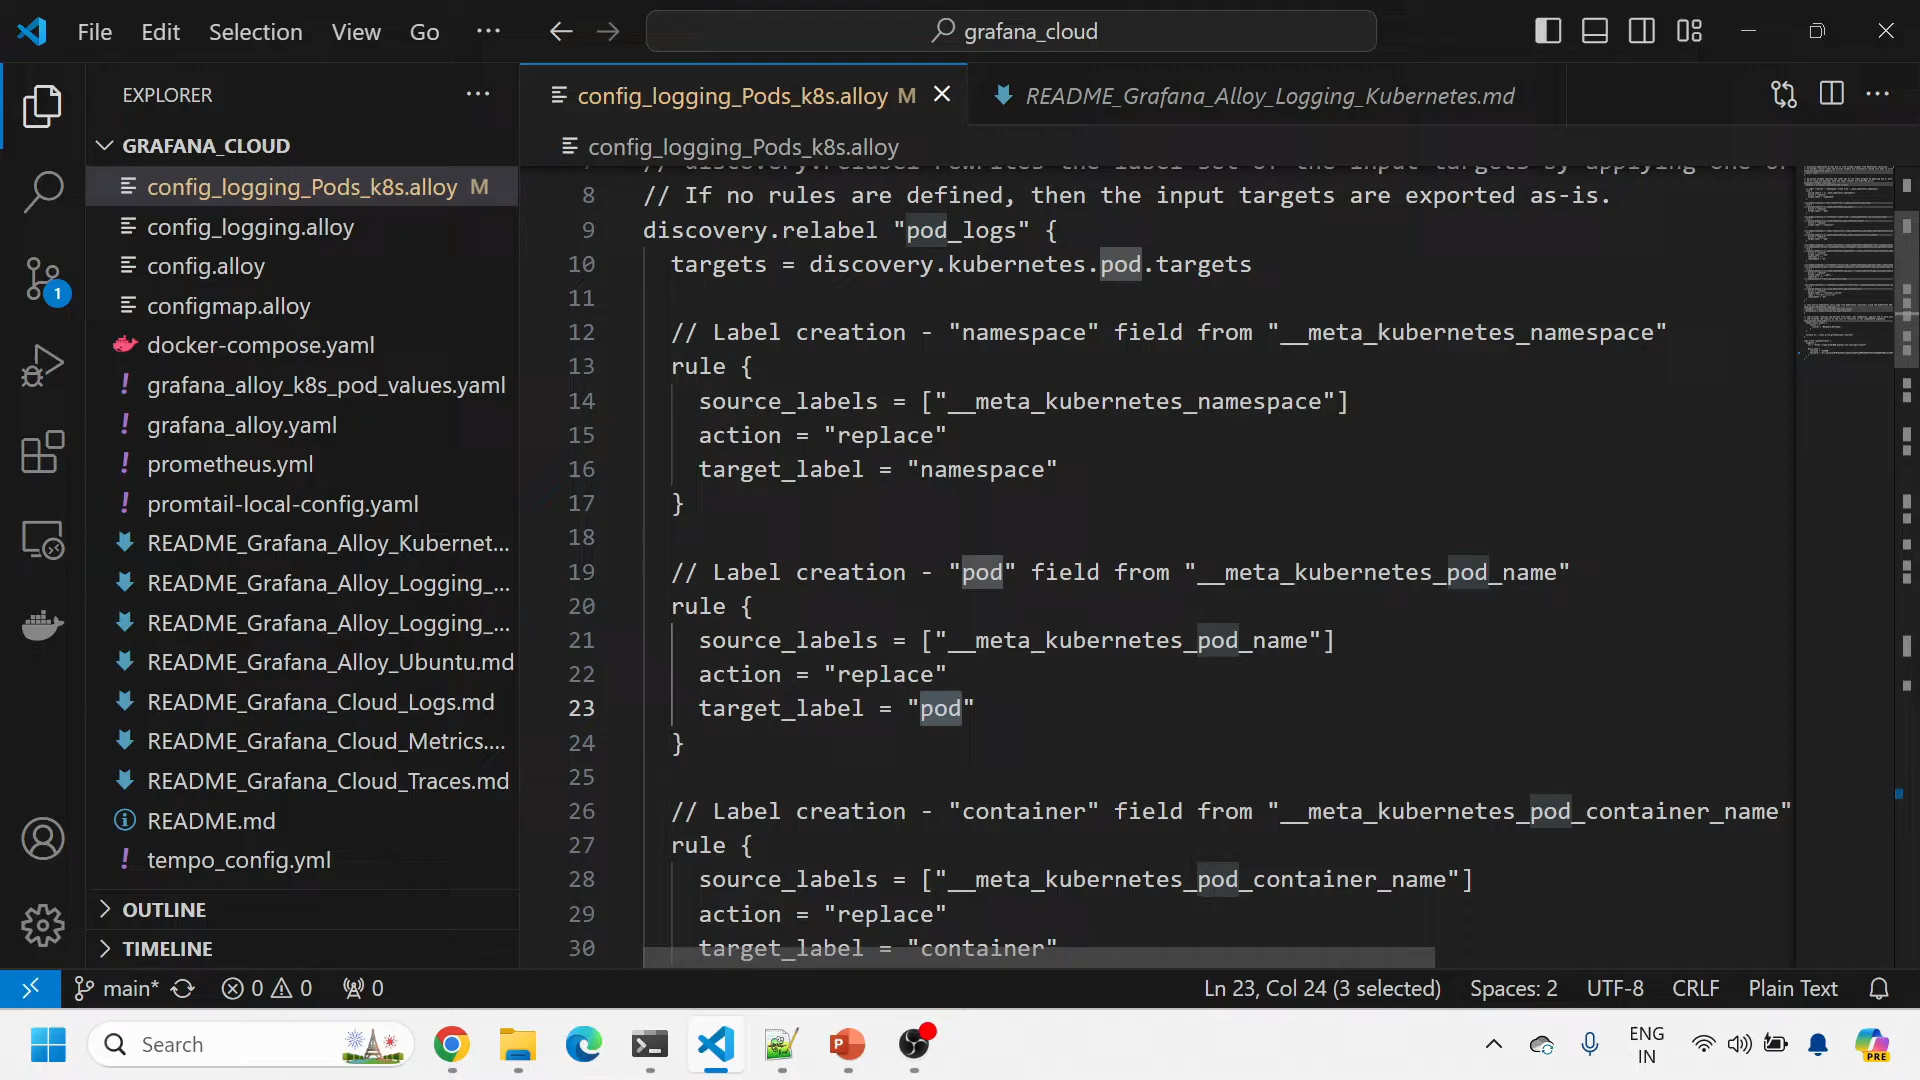 File Edit Selection View Go ···
grafana_cloud
EXPLORER ···
GRAFANA_CLOUD
config_logging_Pods_k8s.alloy M
config_logging.alloy
config.alloy
configmap.alloy
docker-compose.yaml
! grafana_alloy_k8s_pod_values.yaml
! grafana_alloy.yaml
! prometheus.yml
! promtail-local-config.yaml
README_Grafana_Alloy_Kubernet...
README_Grafana_Alloy_Logging_...
README_Grafana_Alloy_Logging_...
README_Grafana_Alloy_Ubuntu.md
README_Grafana_Cloud_Logs.md
README_Grafana_Cloud_Metrics....
README_Grafana_Cloud_Traces.md
README.md
! tempo_config.yml
OUTLINE
TIMELINE
1
config_logging_Pods_k8s.alloy M
README_Grafana_Alloy_Logging_Kubernetes.md
config_logging_Pods_k8s.alloy
8 // If no rules are defined, then the input targets are exported as-is.
9 discovery.relabel "pod_logs" {
10 targets = discovery.kubernetes.pod.targets
11
12 // Label creation - "namespace" field from "__meta_kubernetes_namespace"
13 rule {
14 source_labels = ["__meta_kubernetes_namespace"]
15 action = "replace"
16 target_label = "namespace"
17 }
18
19 // Label creation - "pod" field from "__meta_kubernetes_pod_name"
20 rule {
21 source_labels = ["__meta_kubernetes_pod_name"]
22 action = "replace"
23 target_label = "pod"
24 }
25
26 // Label creation - "container" field from "__meta_kubernetes_pod_container_name"
27 rule {
28 source_labels = ["__meta_kubernetes_pod_container_name"]
29 action = "replace"
30 target_label = "container"
main* 0 0 0 Ln 23, Col 24 (3 selected) Spaces: 2 UTF-8 CRLF Plain Text
Search
ENG
IN
PRE